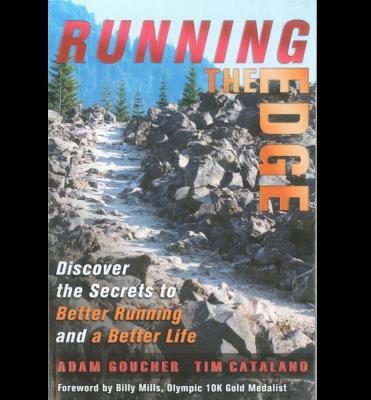 RUNNING
THE
EDGE
Discover
the Secrets to
Better Running
and a Better Life
ADAM GOUCHER TIM CATALANO
Foreword by Billy Mills, Olympic 10K Gold Medalist